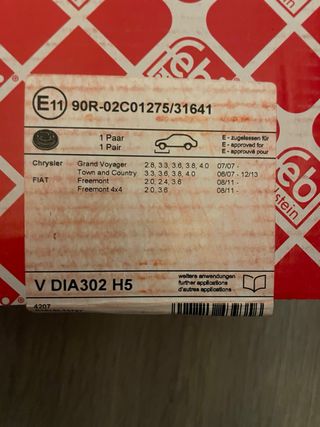 E11 90R-02C01275/31641
1 Paar
1 Pair
E - zugelassen für
E - approved for
E - approuvé pour
Chrysler Grand Voyager 2.8, 3.3, 3.6, 3.8, 4.0 07/07 -
Town and Country 3.3, 3.6, 3.8, 4.0 08/07 - 12/13
FIAT Freemont 2.0, 2.4, 3.6 08/11 -
Freemont 4x4 2.0, 3.6 08/11 -
V DIA302 H5
weitere anwendungen
further applications
d'autres applications
4207
feb